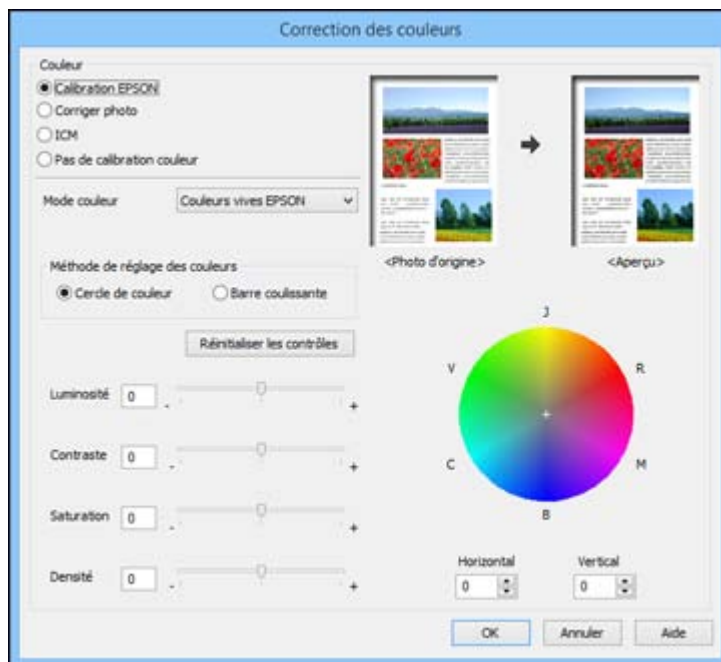 Correction des couleurs
Couleur
Calibration EPSON
Corriger photo
ICM
Pas de calibration couleur
Mode couleur
Couleurs vives EPSON
<Photo d'origine>
<Aperçu>
Méthode de réglage des couleurs
Cercle de couleur
Barre coulissante
Réinitialiser les contrôles
Luminosité 0 - +
Contraste 0 - +
Saturation 0 - +
Densité 0 - +
J
V
R
C
M
B
Horizontal
Vertical
0
0
OK
Annuler
Aide